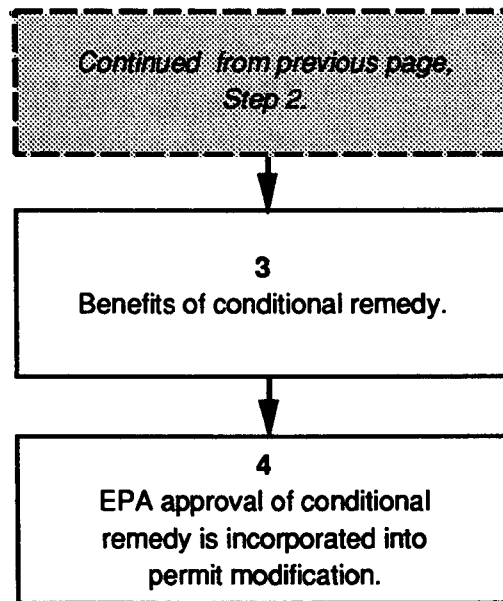 Continued from previous page,
Step 2.
3
Benefits of conditional remedy.
4
EPA approval of conditional
remedy is incorporated into
permit modification.